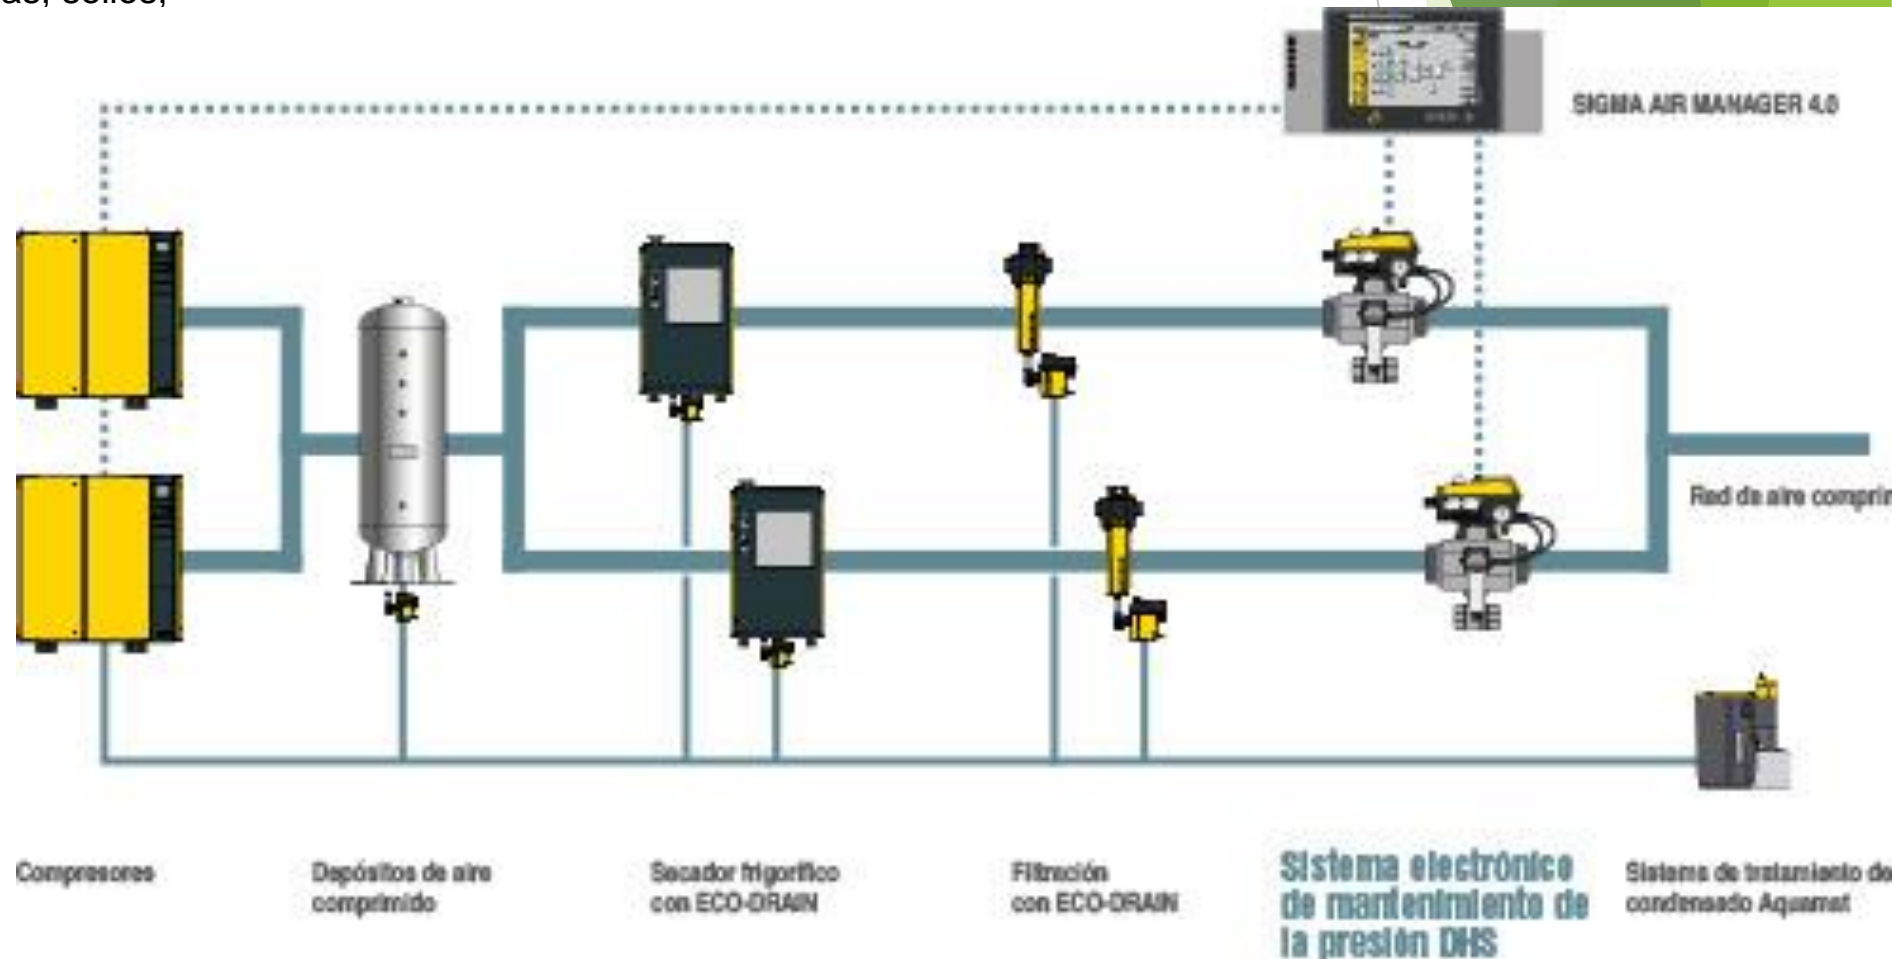 SIGMA AIR MANAGER 4.0
Red de aire
Compresores
Depósitos de aire
comprimido
Secador frigorífico
con ECO-DRAIN
Filtración
con ECO-DRAIN
Sistema electrónico
de mantenimiento de
la presión DHS
Sistema de tratamiento de
condensado Aquamat